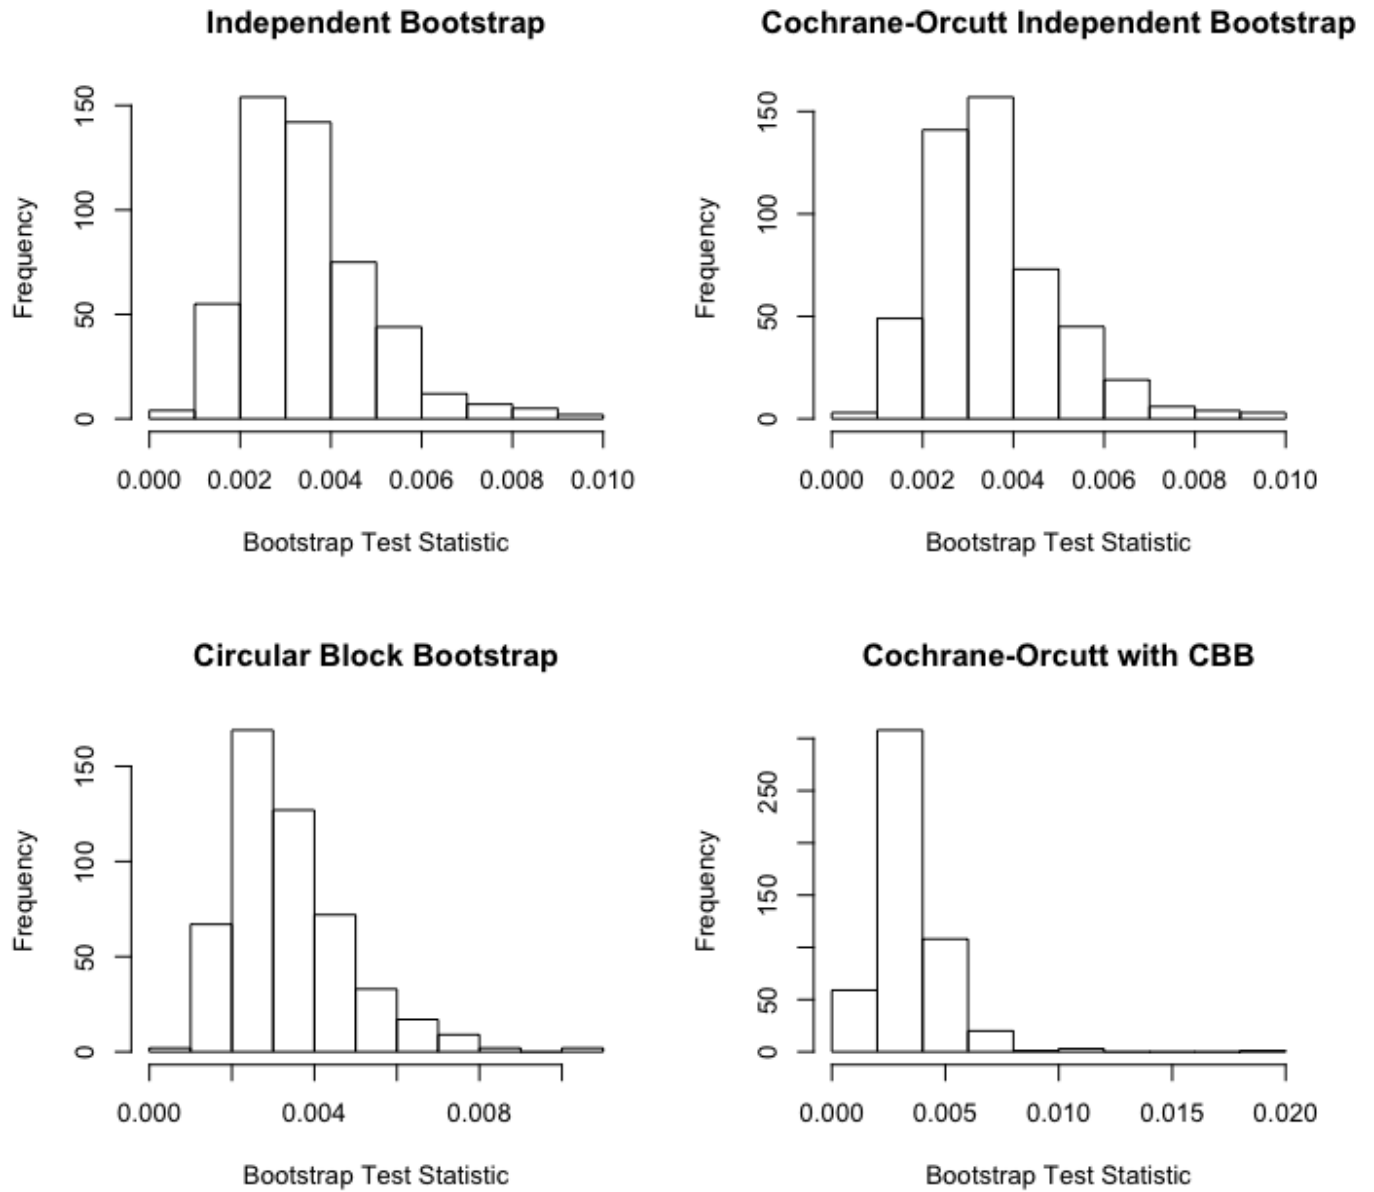 Independent Bootstrap
Frequency
150
100
50
0
0.000 0.002 0.004 0.006 0.008 0.010
Bootstrap Test Statistic
Cochrane-Orcutt Independent Bootstrap
Frequency
150
100
50
0
0.000 0.002 0.004 0.006 0.008 0.010
Bootstrap Test Statistic
Circular Block Bootstrap
Frequency
150
100
50
0
0.000 0.004 0.008
Bootstrap Test Statistic
Cochrane-Orcutt with CBB
Frequency
250
150
50
0
0.000 0.005 0.010 0.015 0.020
Bootstrap Test Statistic